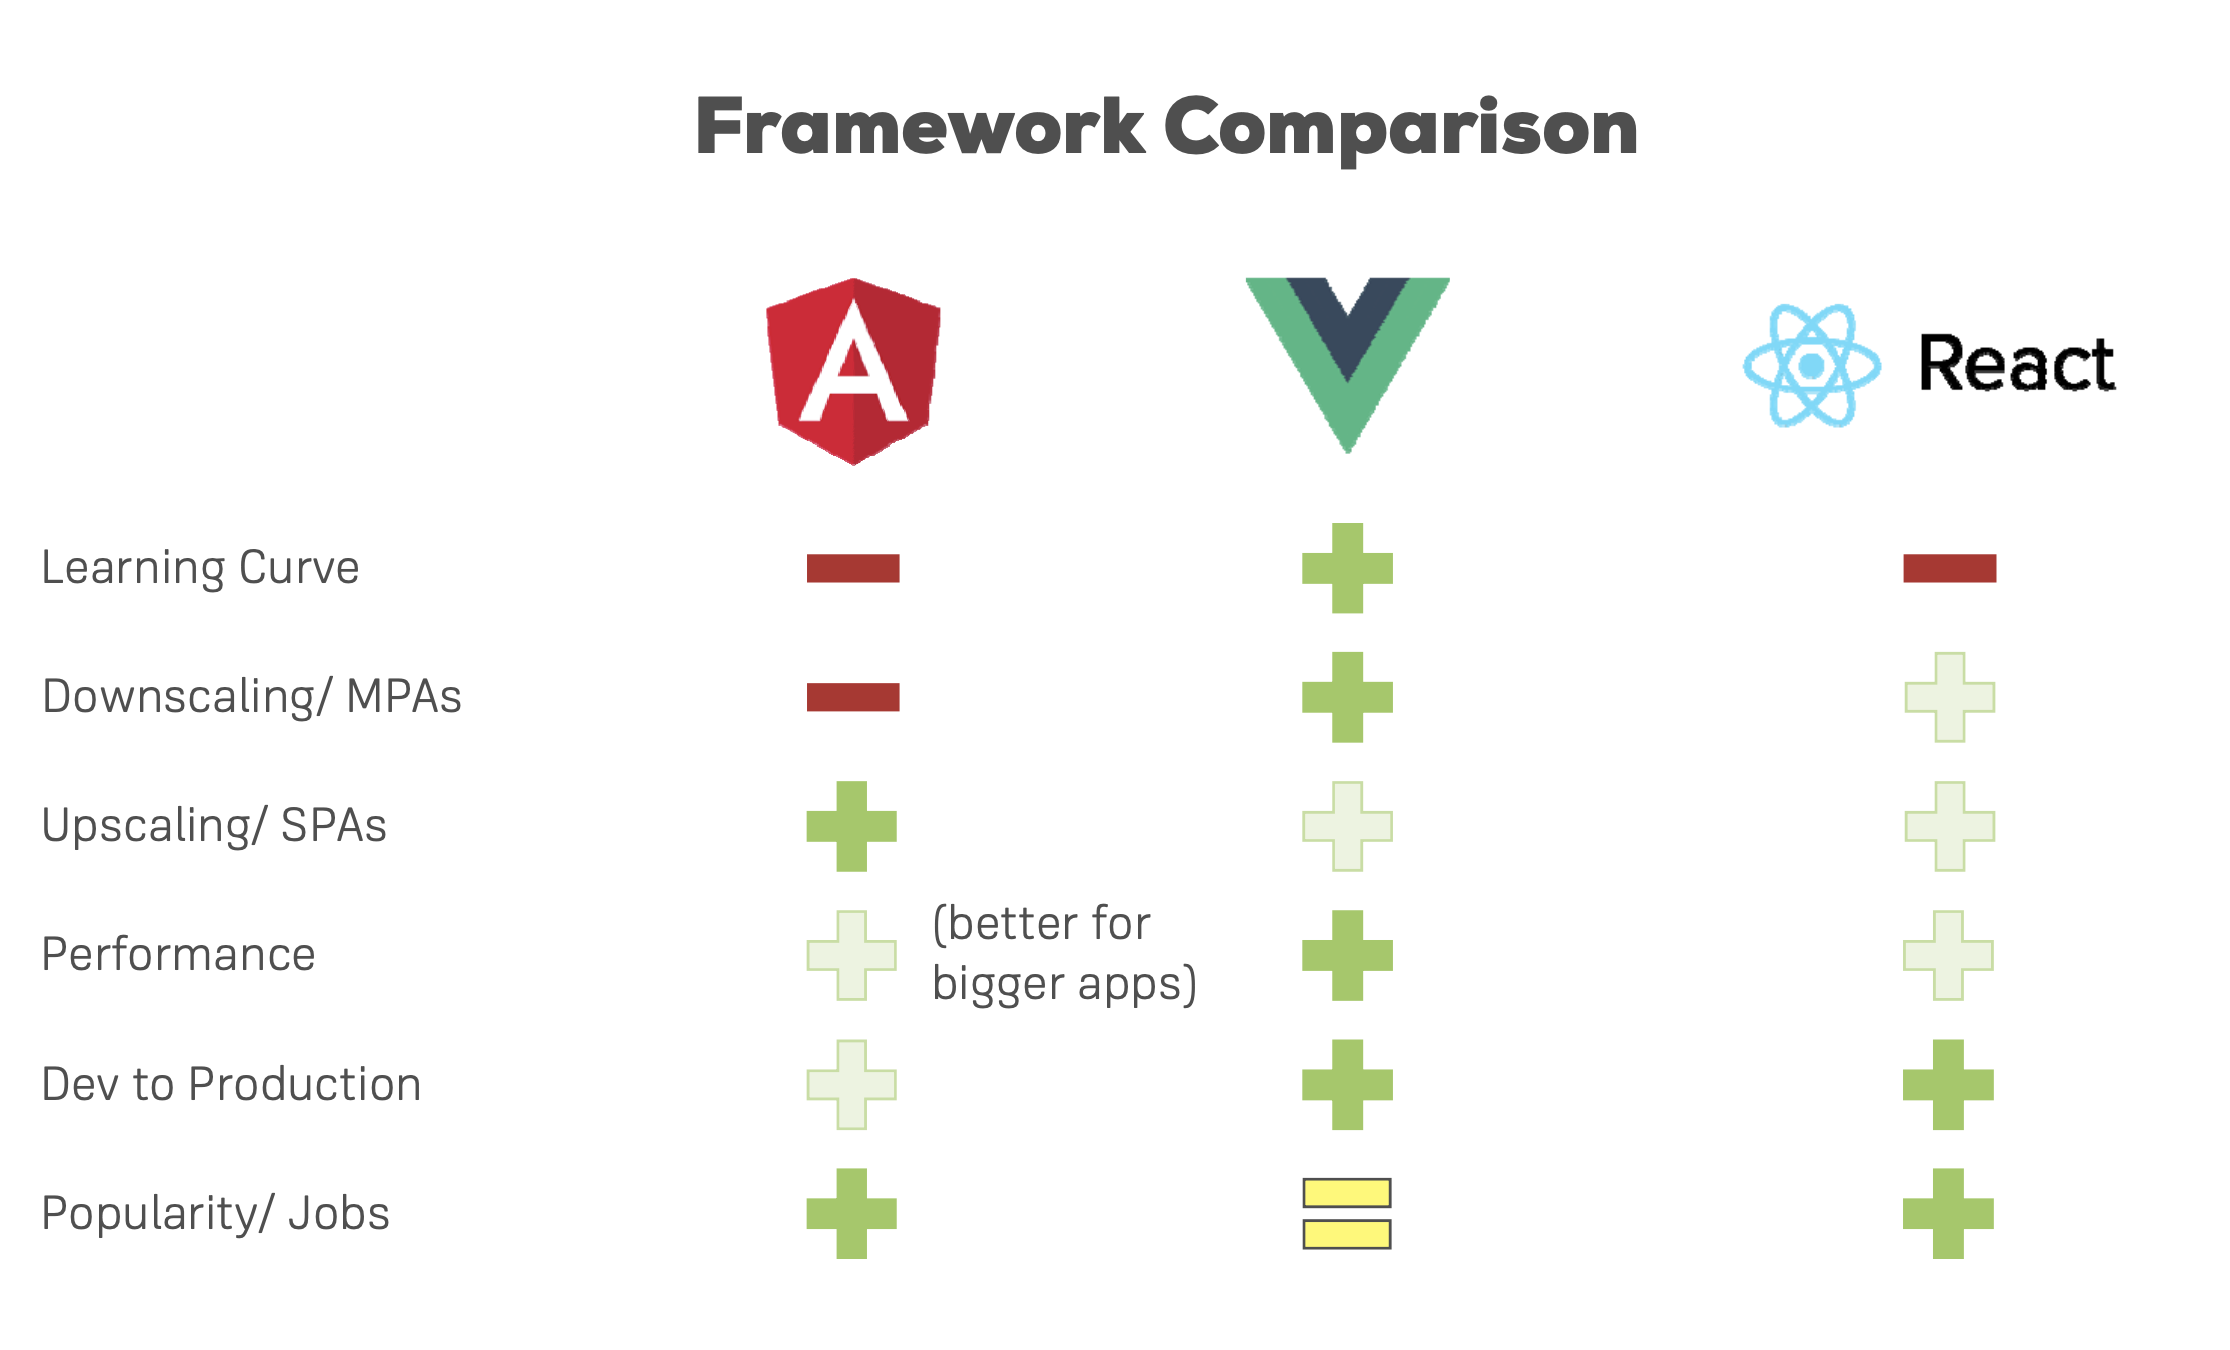 Framework Comparison
A
React
Learning Curve
Downscaling/ MPAs
Upscaling/ SPAs
Performance
(better for
bigger apps)
Dev to Production
Popularity/ Jobs